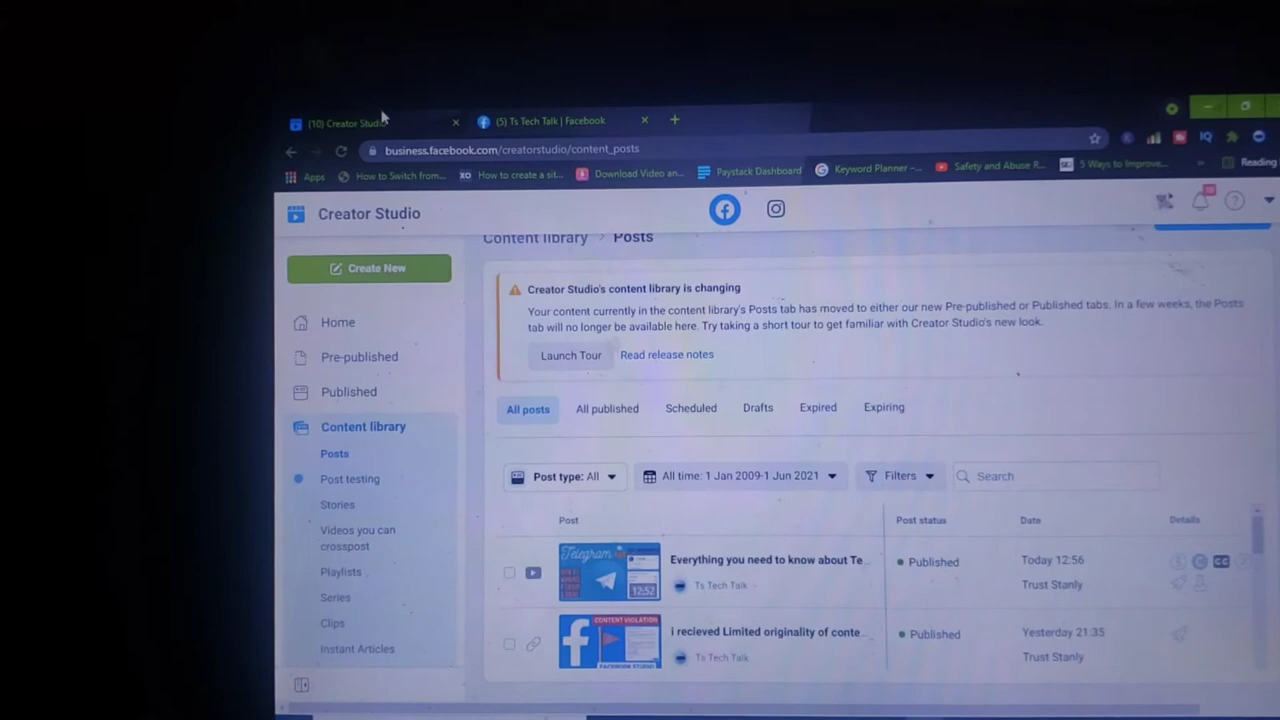 (10) Creator Studio
(5) Ts Tech Talk | Facebook
business.facebook.com/creatorstudio/content_posts
Apps
How to Switch from...
How to create a sit...
Download Video an...
Paystack Dashboard
Keyword Planner –...
Safety and Abuse R...
5 Ways to Improve...
»
Reading
Creator Studio
Content library > Posts
Create New
Creator Studio's content library is changing
Your content currently in the content library's Posts tab has moved to either our new Pre-published or Published tabs. In a few weeks, the Posts
tab will no longer be available here. Try taking a short tour to get familiar with Creator Studio's new look.
Launch Tour
Read release notes
Home
Pre-published
Published
Content library
Posts
Post testing
Stories
Videos you can
crosspost
Playlists
Series
Clips
Instant Articles
All posts
All published
Scheduled
Drafts
Expired
Expiring
Post type: All
All time: 1 Jan 2009-1 Jun 2021
Filters
Search
Post
Post status
Date
Details
Telegram
12:52
Everything you need to know about Te...
Ts Tech Talk
Published
Today 12:56
Trust Stanly
CC
CONTENT VIOLATION
FACEBOOK STUDIO
i recieved Limited originality of conte...
Ts Tech Talk
Published
Yesterday 21:35
Trust Stanly